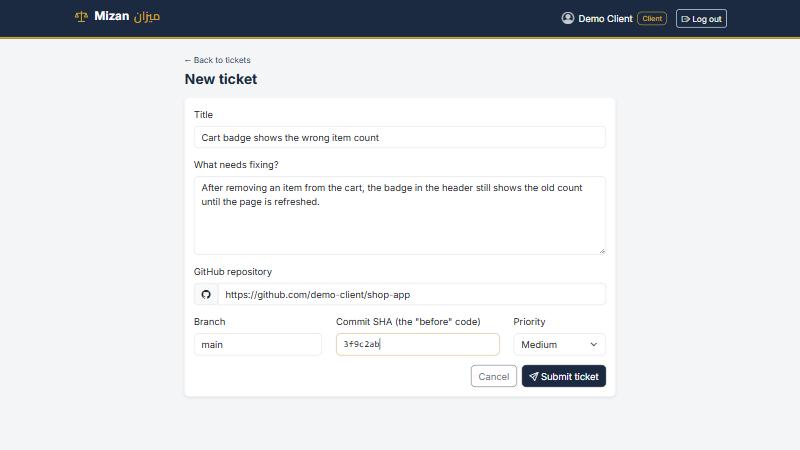 Mizan ميزان
Demo Client Client Log out
← Back to tickets
New ticket
Title
Cart badge shows the wrong item count
What needs fixing?
After removing an item from the cart, the badge in the header still shows the old count
until the page is refreshed.
GitHub repository
https://github.com/demo-client/shop-app
Branch Commit SHA (the "before" code) Priority
main 3f9c2ab Medium
Cancel Submit ticket